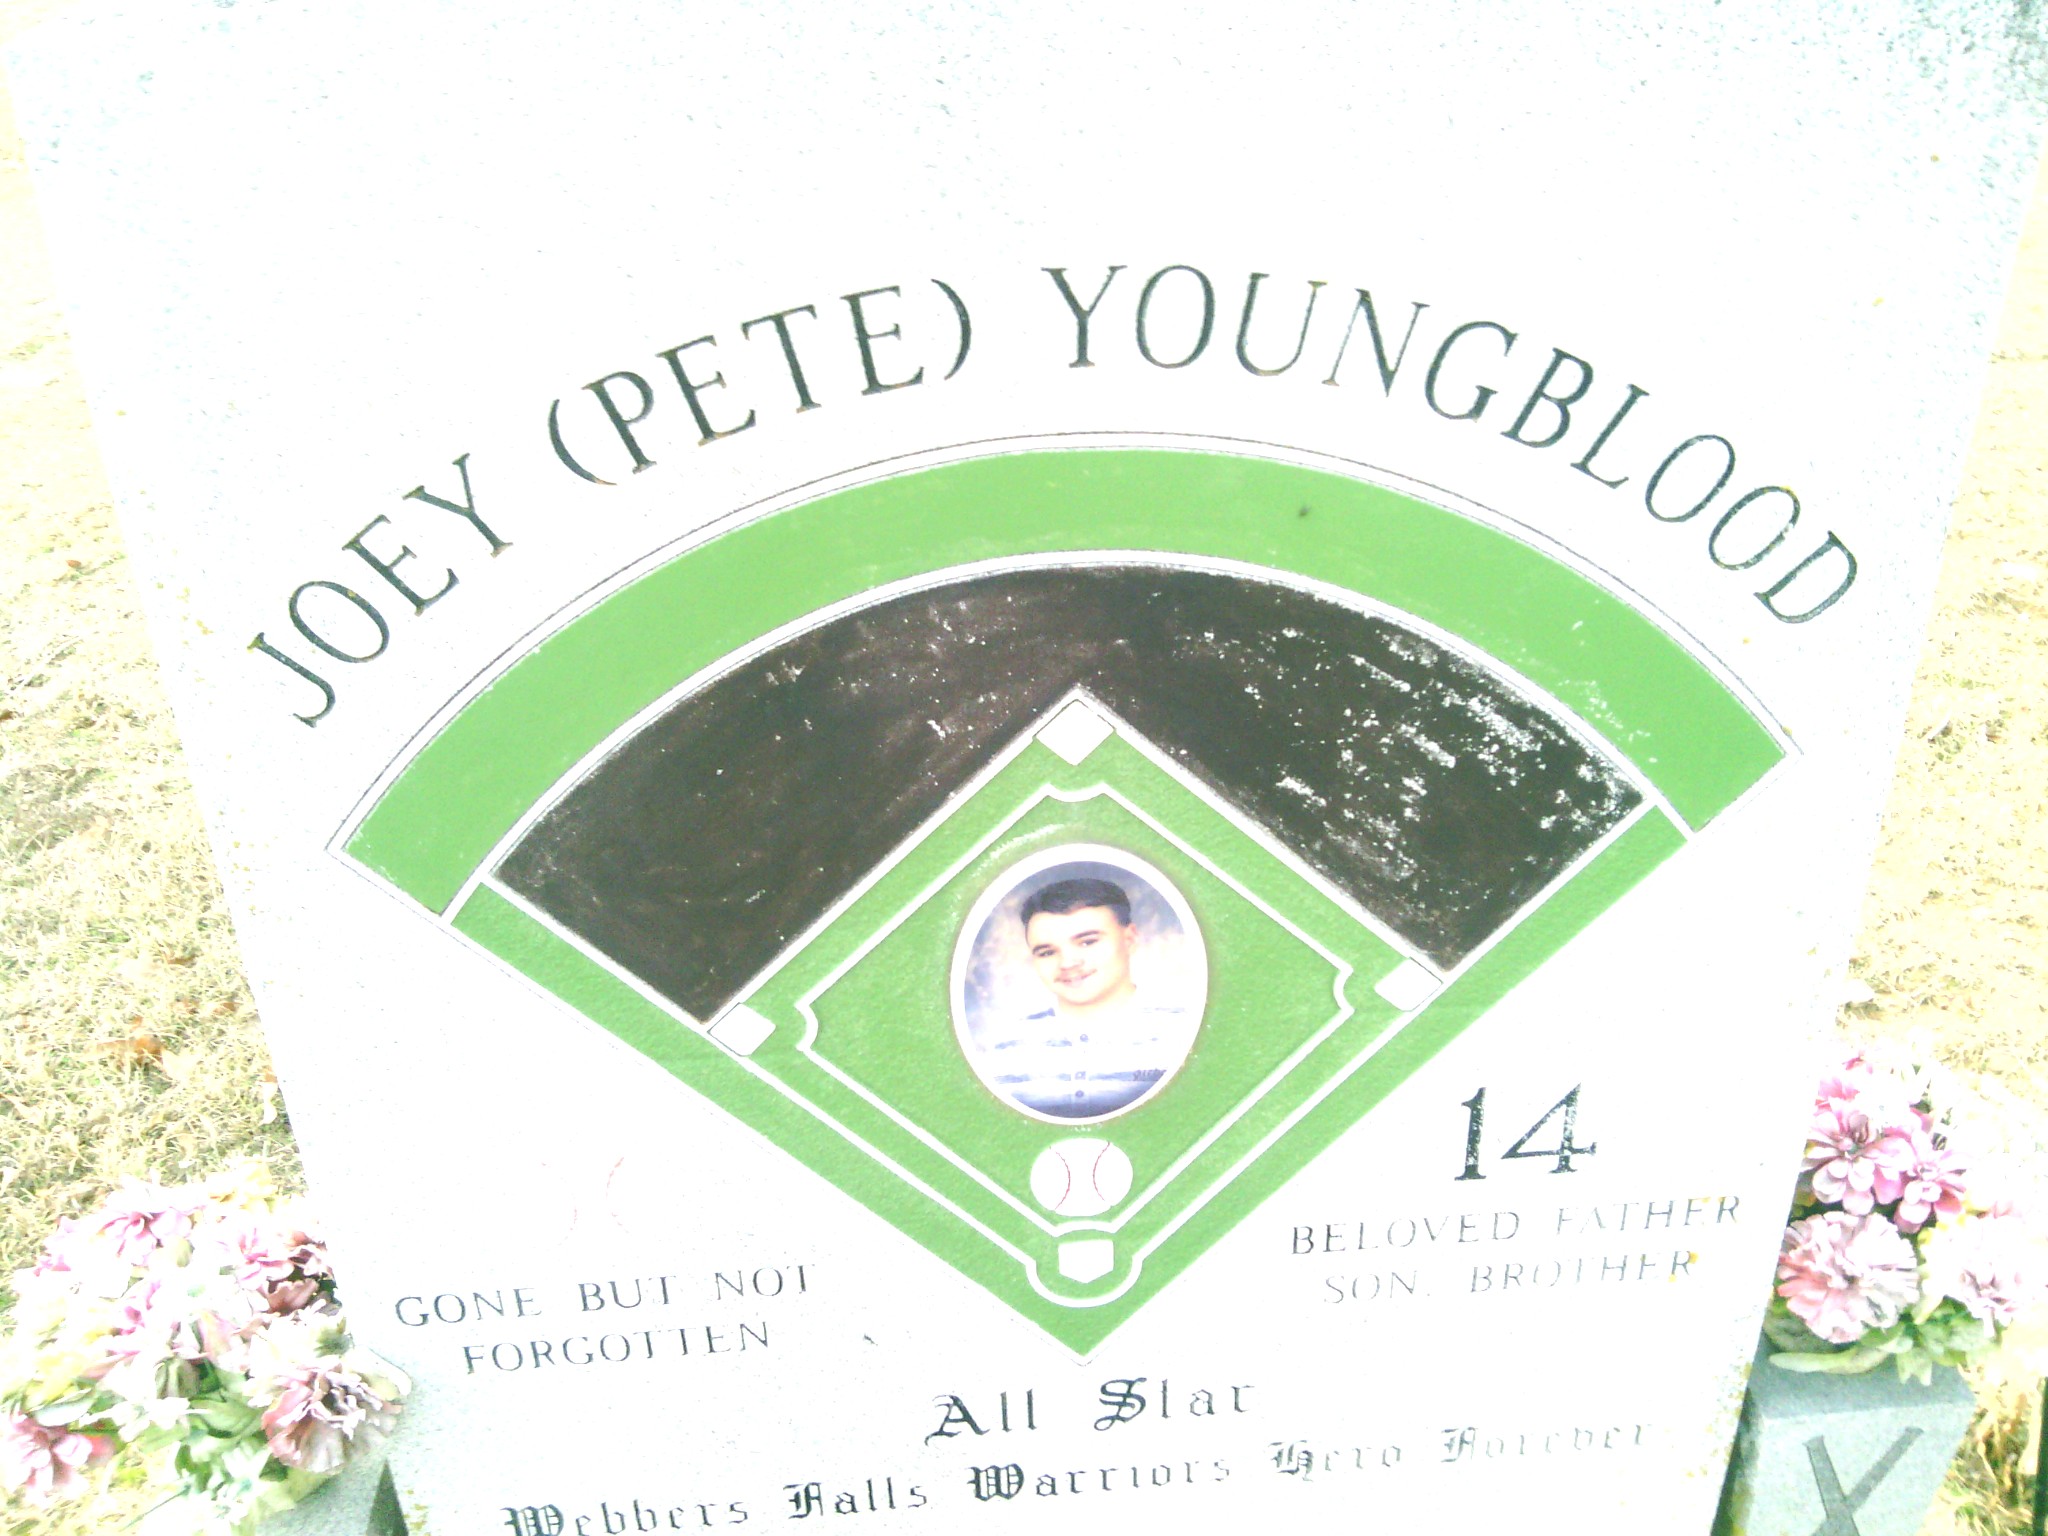 JOEY (PETE) YOUNGBLOOD
14
BELOVED FATHER
SON, BROTHER
GONE BUT NOT
FORGOTTEN
All Star
Webbers Falls Warriors Hero Forever